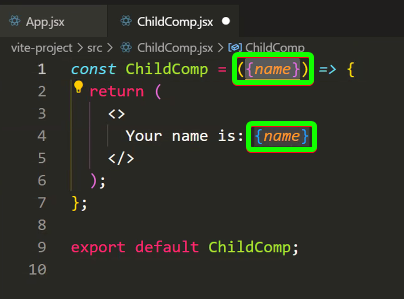 App.jsx ChildComp.jsx
vite-project > src > ChildComp.jsx > ChildComp
1 const ChildComp = ({name}) => {
2 return (
3 <>
4 Your name is: {name}
5 </>
6 );
7 };
8
9 export default ChildComp;
10